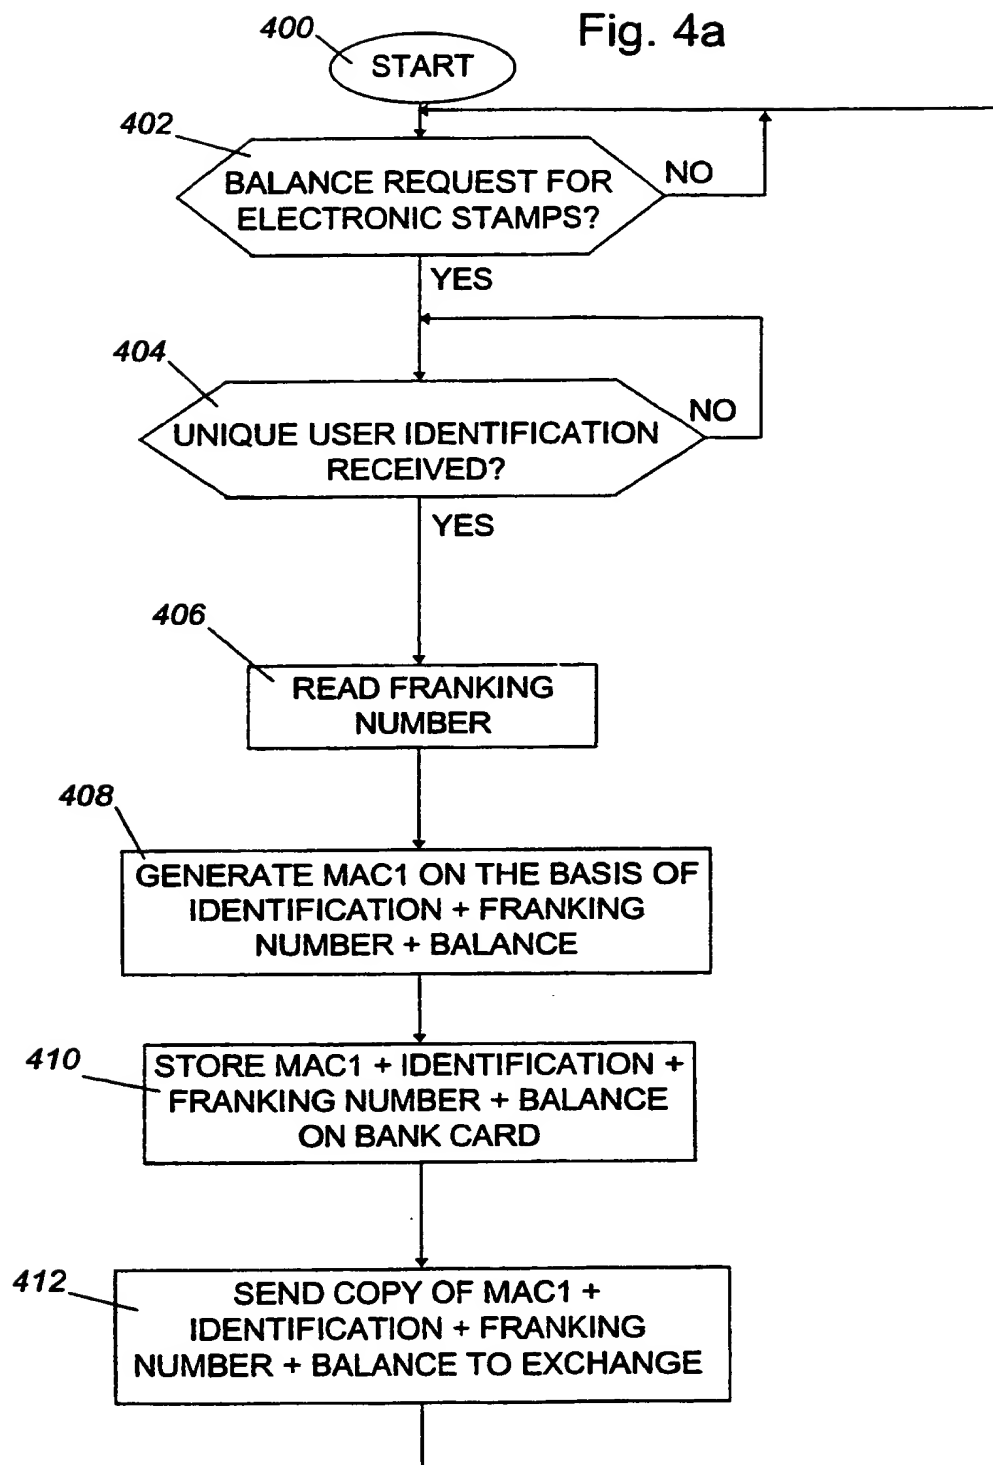 Fig. 4a
400
START
402
BALANCE REQUEST FOR
ELECTRONIC STAMPS?
NO
YES
404
UNIQUE USER IDENTIFICATION
RECEIVED?
NO
YES
406
READ FRANKING
NUMBER
408
GENERATE MAC1 ON THE BASIS OF
IDENTIFICATION + FRANKING
NUMBER + BALANCE
410
STORE MAC1 + IDENTIFICATION +
FRANKING NUMBER + BALANCE
ON BANK CARD
412
SEND COPY OF MAC1 +
IDENTIFICATION + FRANKING
NUMBER + BALANCE TO EXCHANGE